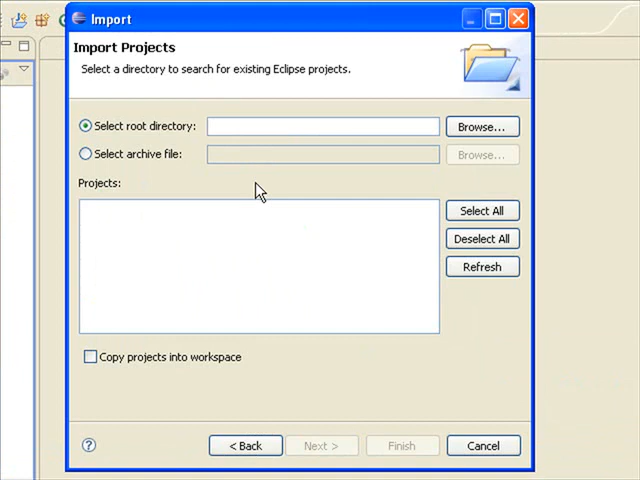 Import
Import Projects
Select a directory to search for existing Eclipse projects.
Select root directory:
Browse...
Select archive file:
Browse...
Projects:
Select All
Deselect All
Refresh
Copy projects into workspace
?
< Back
Next >
Finish
Cancel